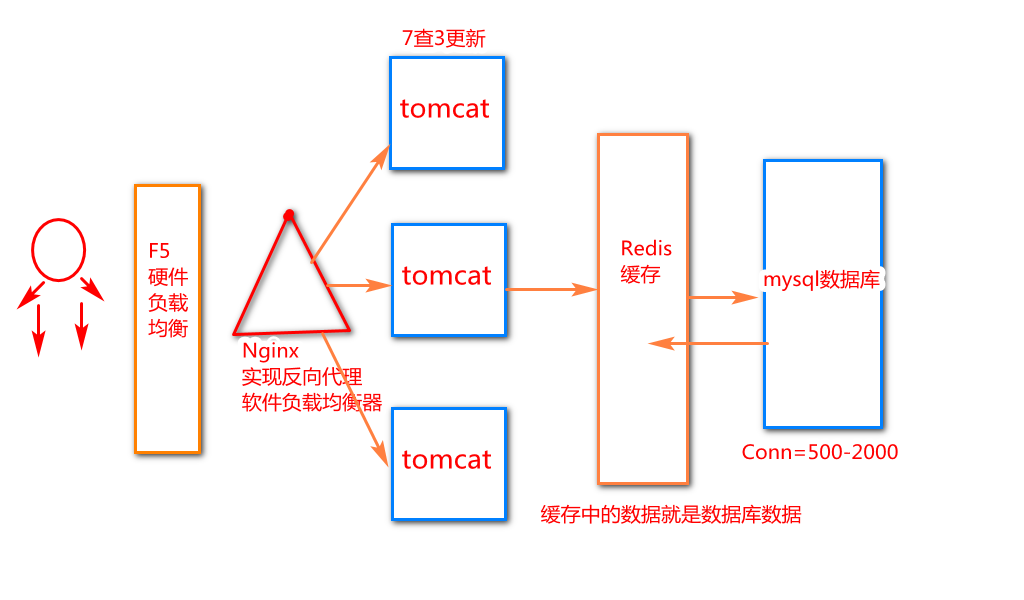 7查3更新
tomcat
F5
硬件
负载
均衡
Nginx
实现反向代理
软件负载均衡器
tomcat
tomcat
Redis
缓存
mysql数据库
Conn=500-2000
缓存中的数据就是数据库数据